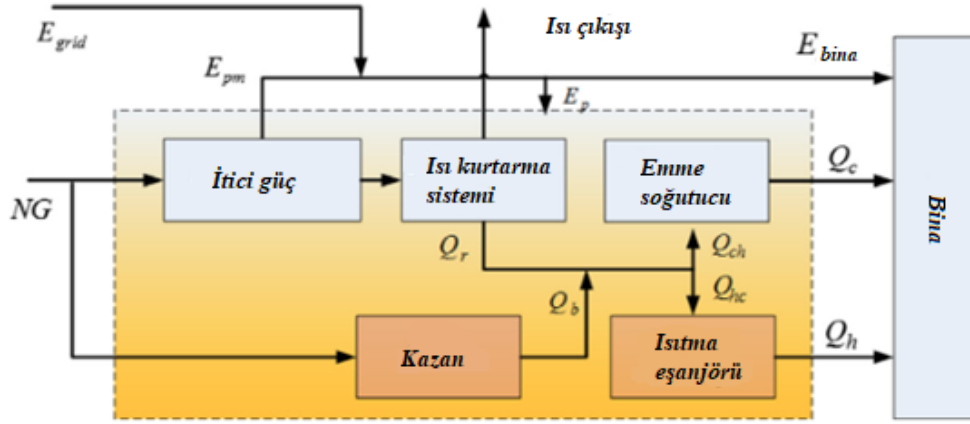 E_grid
Isı çıkışı
E_bina
E_pm
E_p
İtici güç
Isı kurtarma
sistemi
Emme
soğutucu
Q_c
NG
Bina
Q_r
Q_ch
Q_hc
Q_b
Kazan
Isıtma
eşanjörü
Q_h